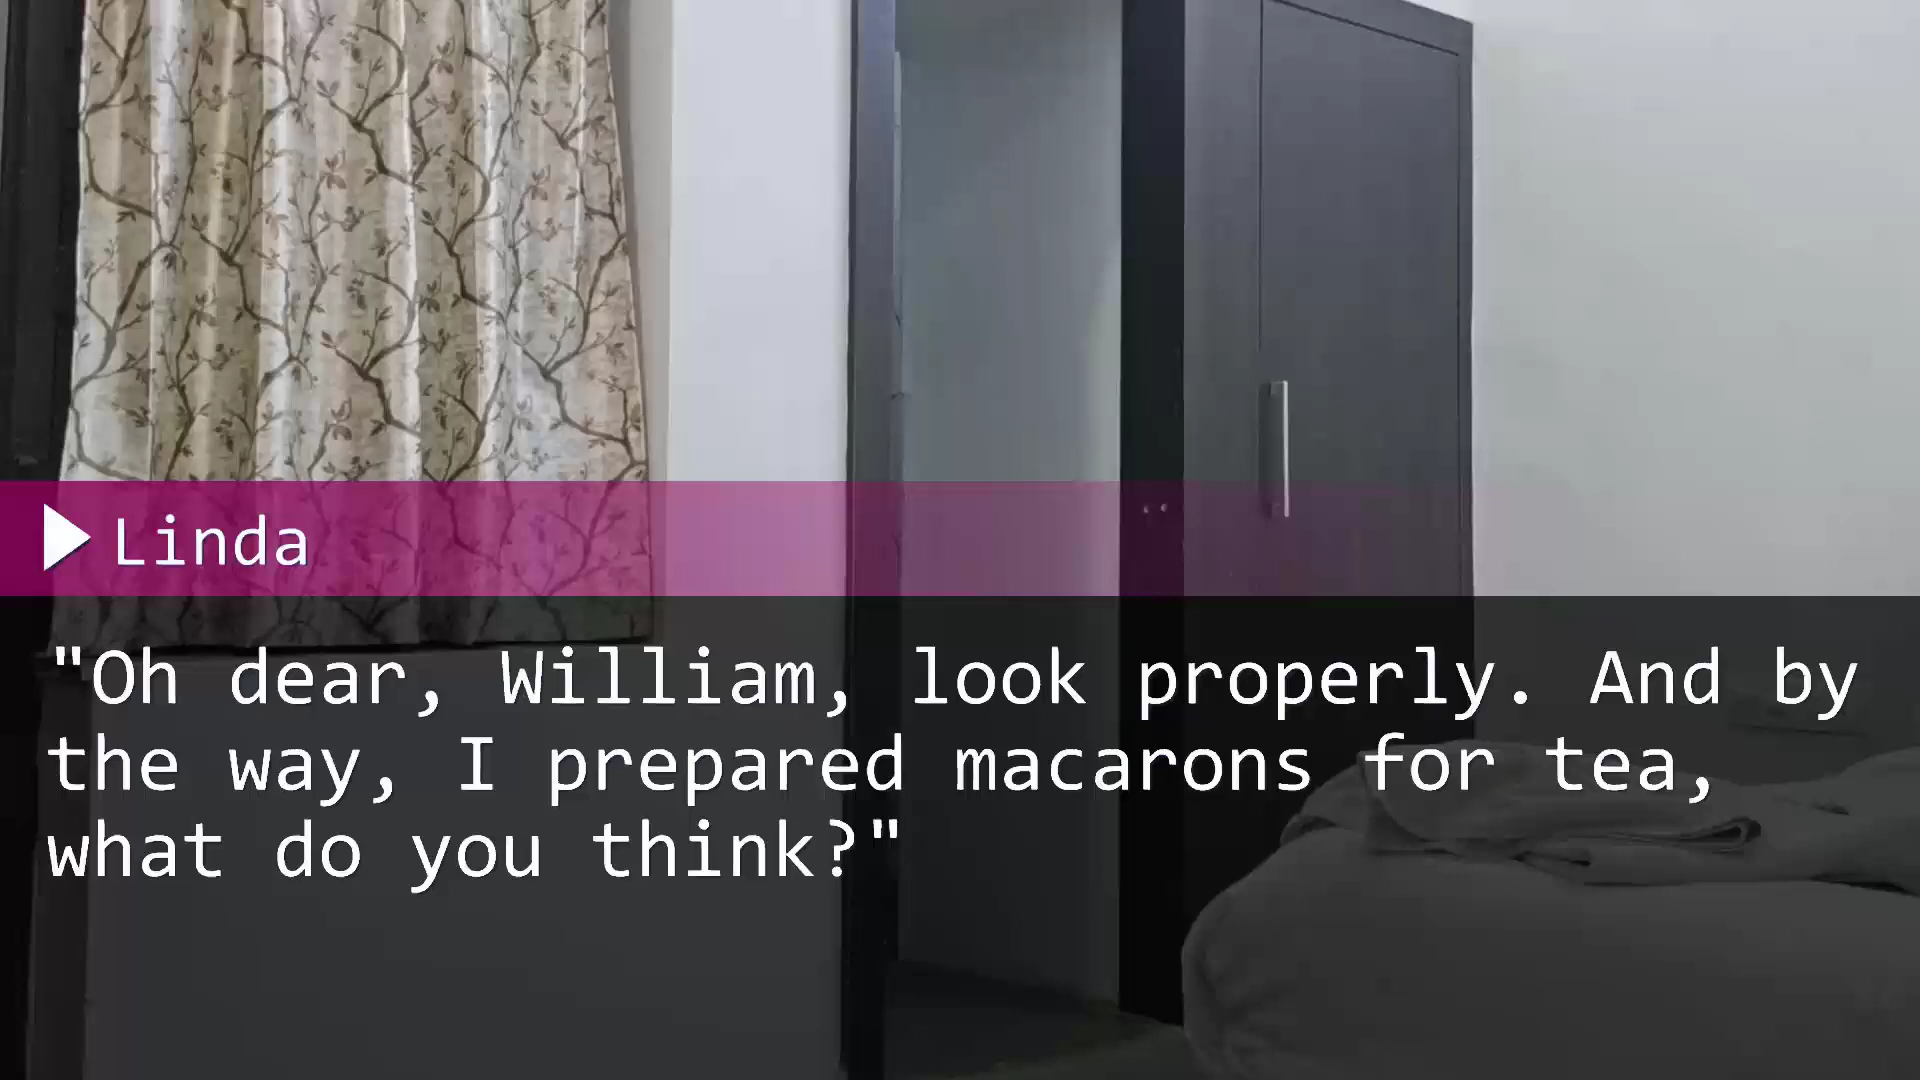 Linda
"Oh dear, William, look properly. And by
the way, I prepared macarons for tea,
what do you think?"